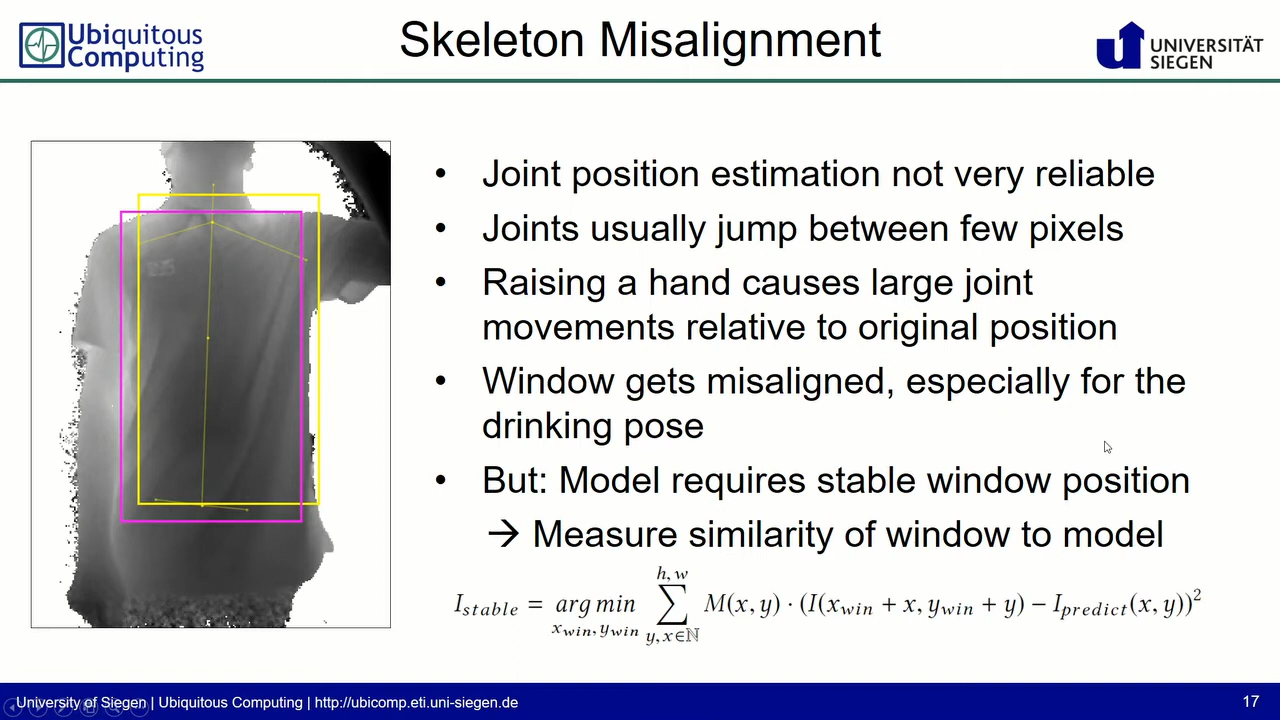 Ubiquitous
Computing
Skeleton Misalignment
UNIVERSITÄT
SIEGEN
• Joint position estimation not very reliable
• Joints usually jump between few pixels
• Raising a hand causes large joint
movements relative to original position
• Window gets misaligned, especially for the
drinking pose
• But: Model requires stable window position
→ Measure similarity of window to model
I_stable = arg min_{x_win, y_win} ∑_{y,x∈ℕ}^{h,w} M(x, y) · (I(x_win + x, y_win + y) − I_predict(x, y))²
University of Siegen | Ubiquitous Computing | http://ubicomp.eti.uni-siegen.de
17